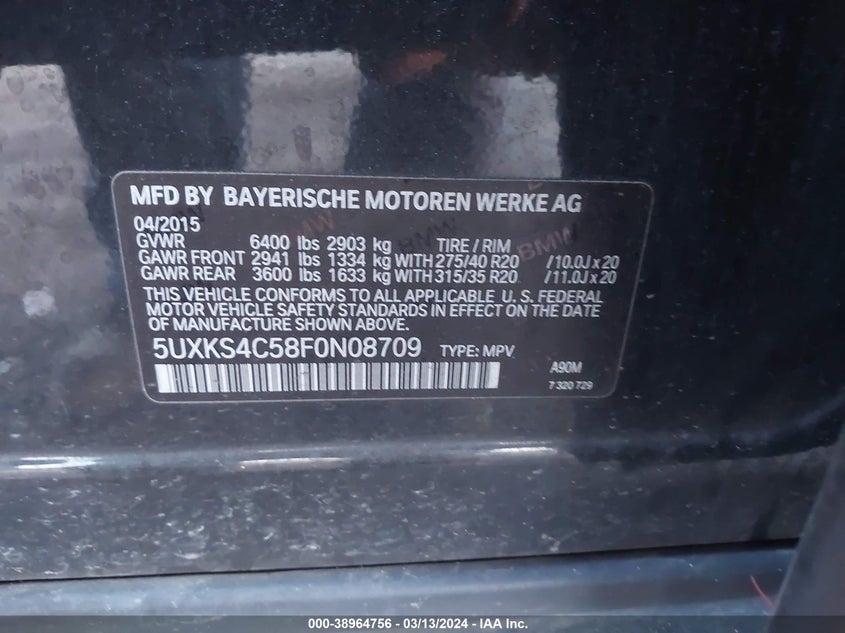 MFD BY BAYERISCHE MOTOREN WERKE AG
04/2015
GVWR 6400 lbs 2903 kg TIRE / RIM
GAWR FRONT 2941 lbs 1334 kg WITH 275/40 R20 /10.0J x 20
GAWR REAR 3600 lbs 1633 kg WITH 315/35 R20 /11.0J x 20
THIS VEHICLE CONFORMS TO ALL APPLICABLE U. S. FEDERAL
MOTOR VEHICLE SAFETY STANDARDS IN EFFECT ON THE DATE
OF MANUFACTURE SHOWN ABOVE.
5UXKS4C58F0N08709 TYPE: MPV
A90M
7 320 729
BMW
BMW
BMW
000-38964756 - 03/13/2024 - IAA Inc.